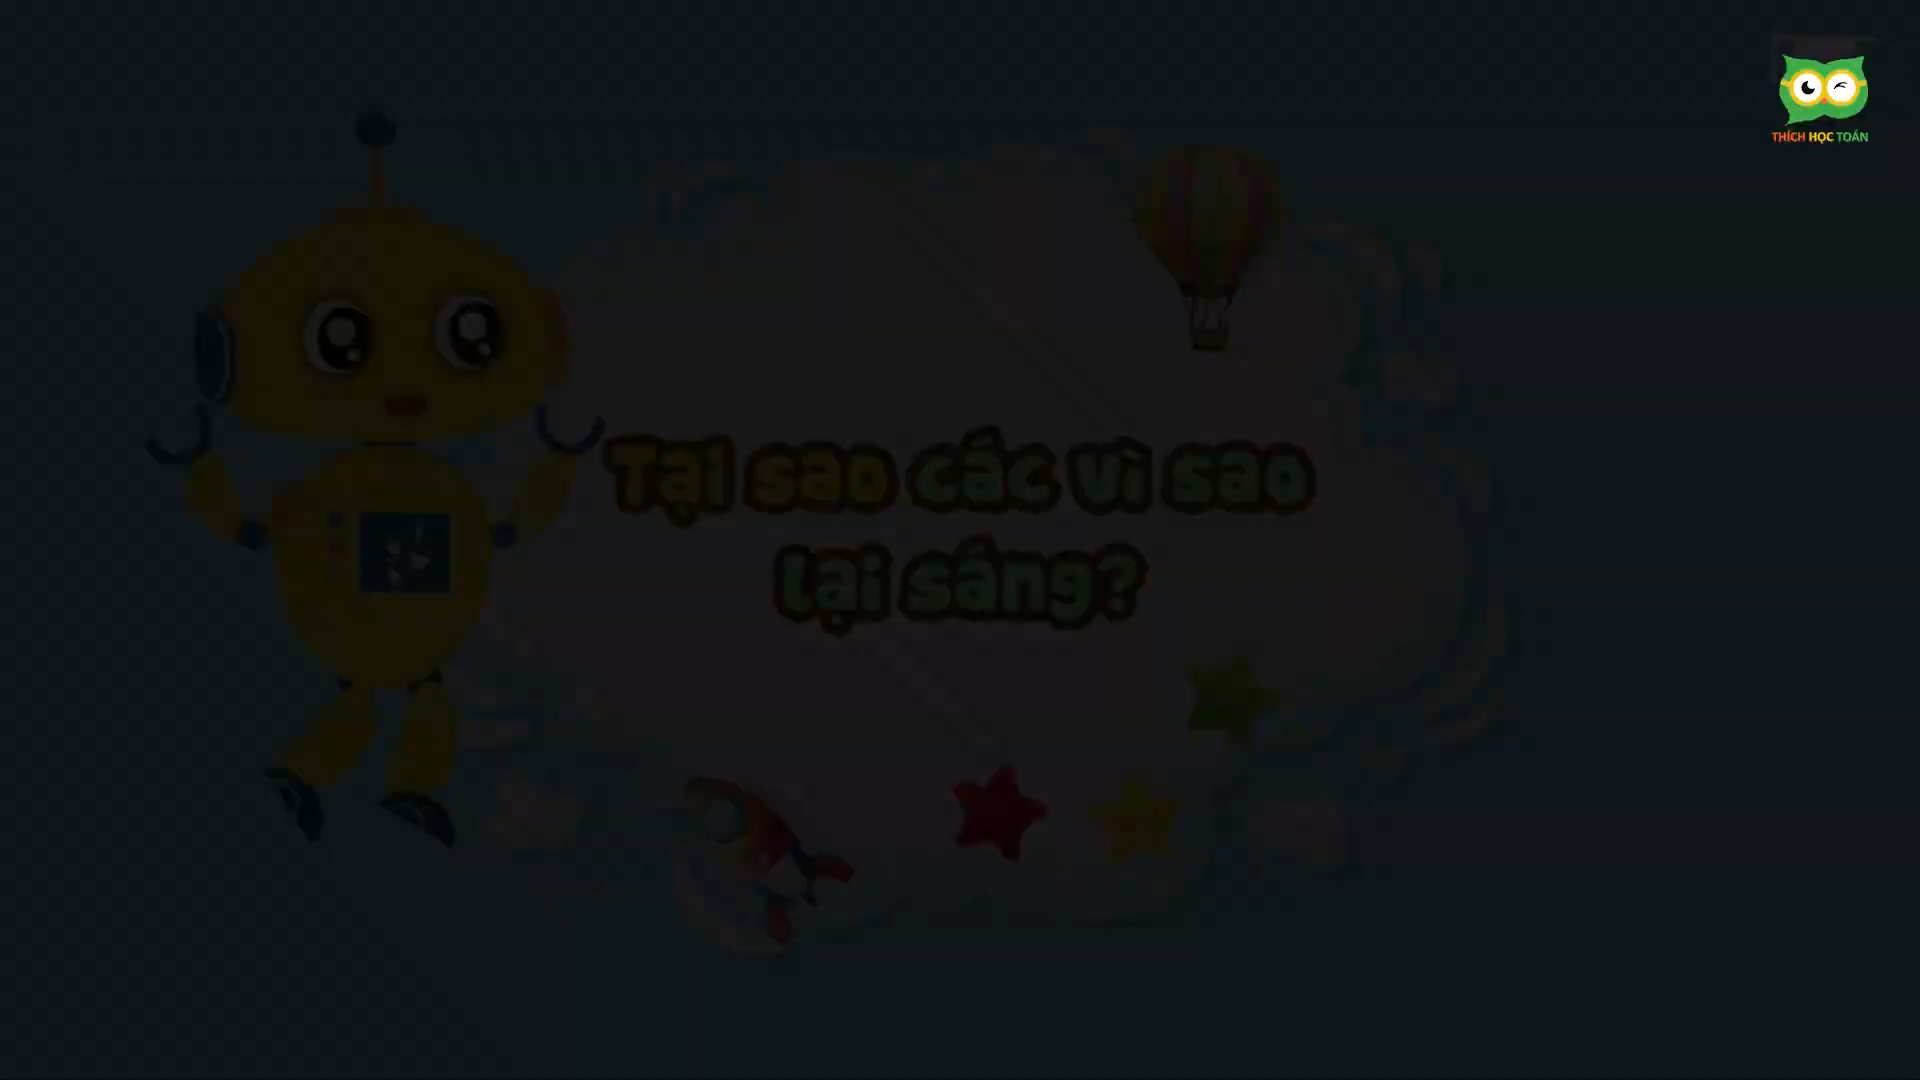 THÍCH HỌC TOÁN
Tại sao các vì sao
lại sáng?